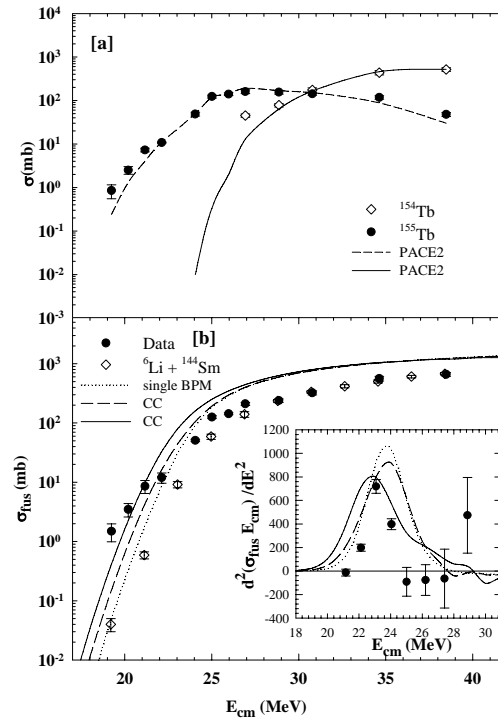 [a]
10⁴
10³
10²
10¹
10⁰
10⁻¹
10⁻²
σ(mb)
¹⁵⁴Tb
¹⁵⁵Tb
PACE2
PACE2
[b]
Data
⁶Li + ¹⁴⁴Sm
single BPM
CC
CC
10⁴
10³
10²
10¹
10⁰
10⁻¹
10⁻²
σfus (mb)
1200
1000
800
600
400
200
0
-200
-400
d²(σfus Ecm) /dE²
18 20 22 24 26 28 30
Ecm (MeV)
20 25 30 35 40
Ecm (MeV)